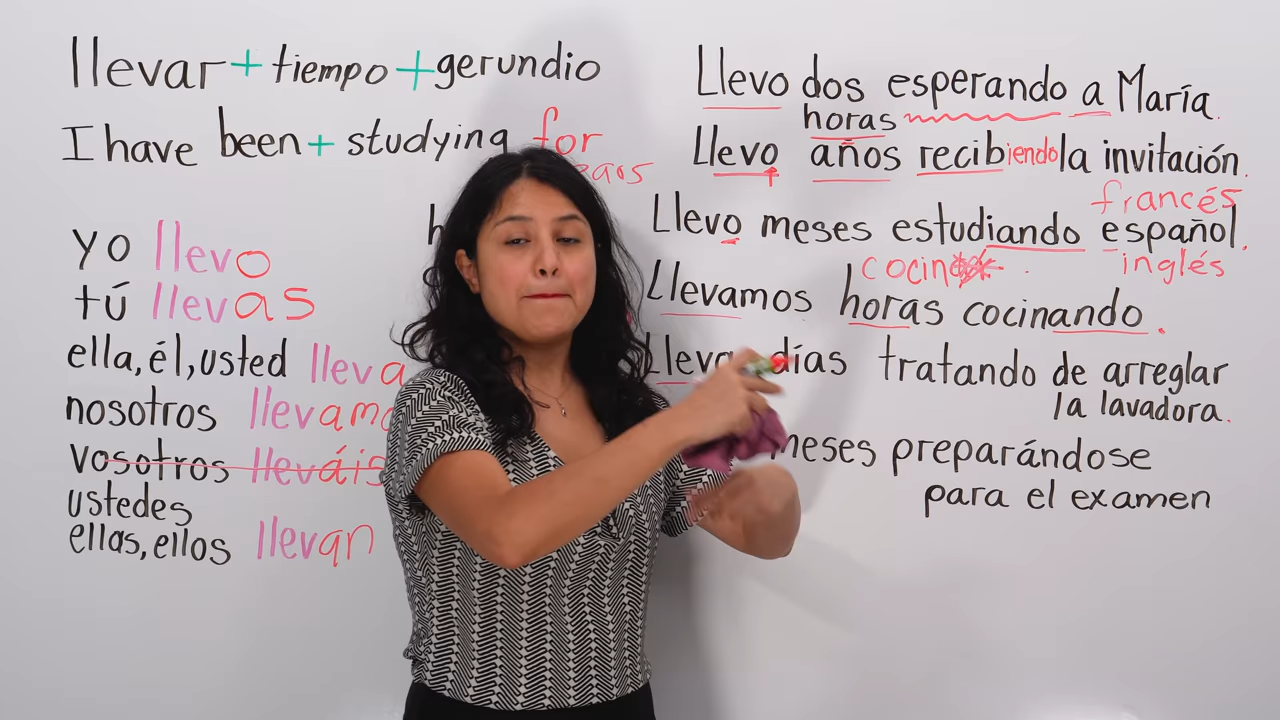 llevar + tiempo + gerundio
I have been + studying for
yo llevo
tú llevas
ella, él, usted lleva
nosotros
vosotros lleváis
ustedes
ellas, ellos llevan
Llevo dos esperando a María.
horas
Llevo años recibiendo la invitación.
francés
Llevo meses estudiando español.
inglés
Llevamos horas cocinando.
días tratando de arreglar
la lavadora.
meses preparándose
para el examen